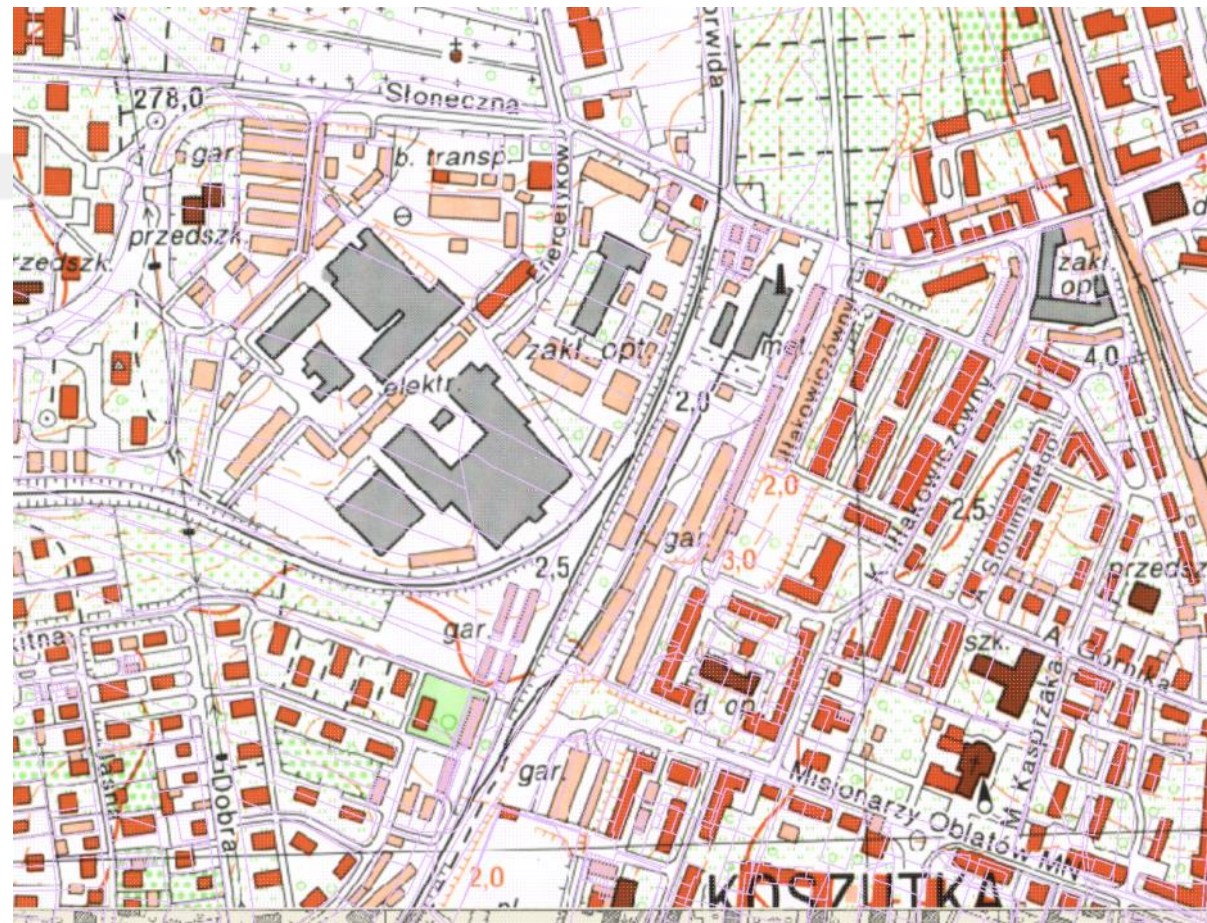 278,0
Słoneczna
gar.
b. transp.
przedszk.
rzedszk.
zakł. opt.
zakł.
opt.
elektr.
met.
4,0
2,0
Iłłakowiczówny
Iłłakowiczówny
2,0
2,5
gar.
3,0
2,5
przedsz
gar.
szk.
A. Górnika
M. Kasprzaka
d. op.
Dobra
gar.
Misjonarzy Oblatów MN
2,0
KOSZUTKA